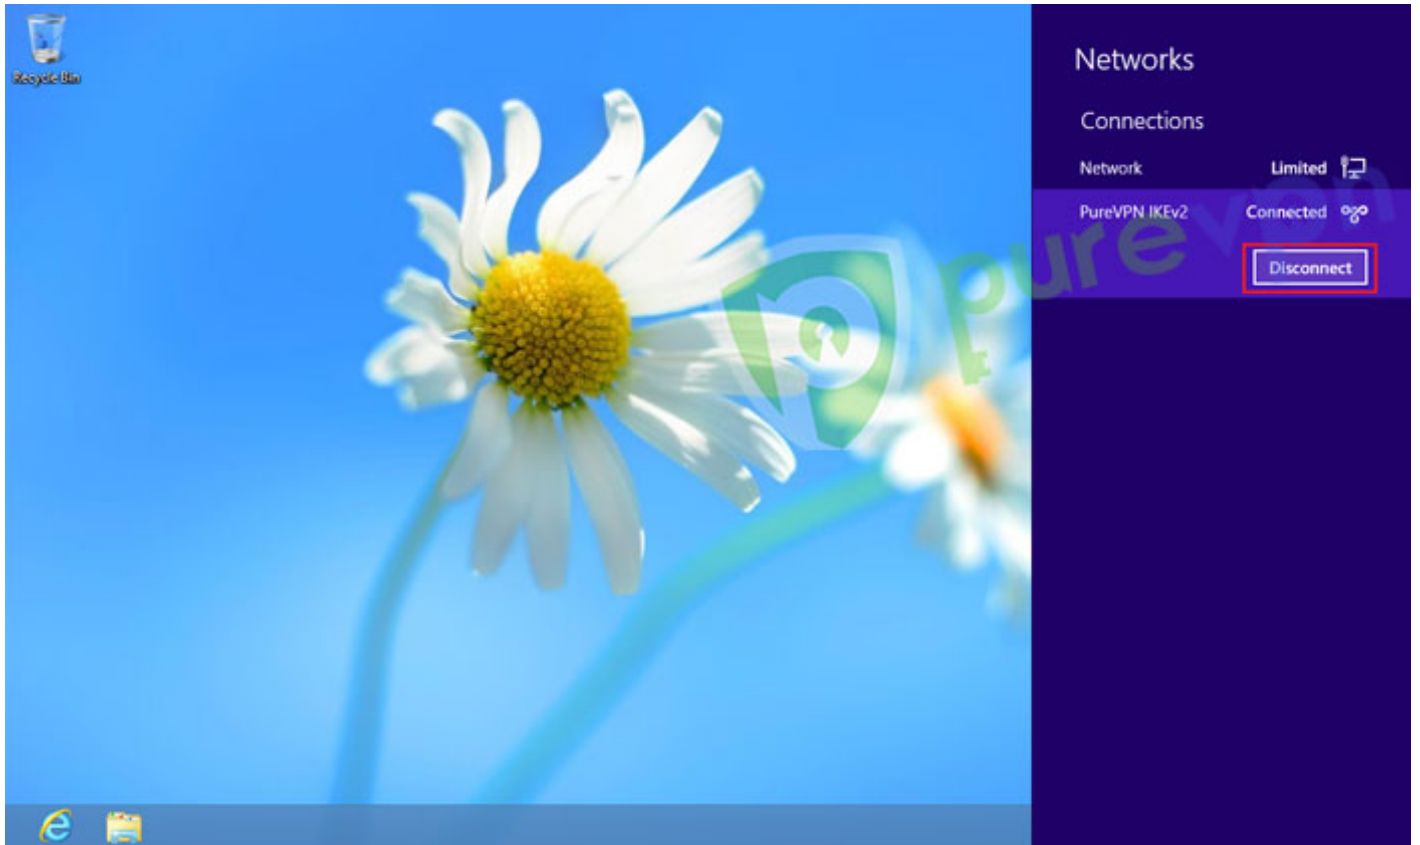 Recycle Bin
Networks
Connections
Network Limited
PureVPN IKEv2 Connected
Disconnect
purevpn